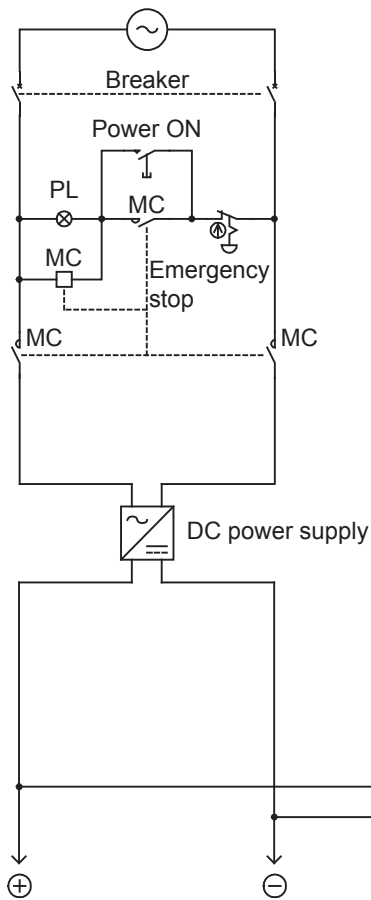 Breaker
Power ON
PL
MC
MC
Emergency
stop
MC
MC
DC power supply